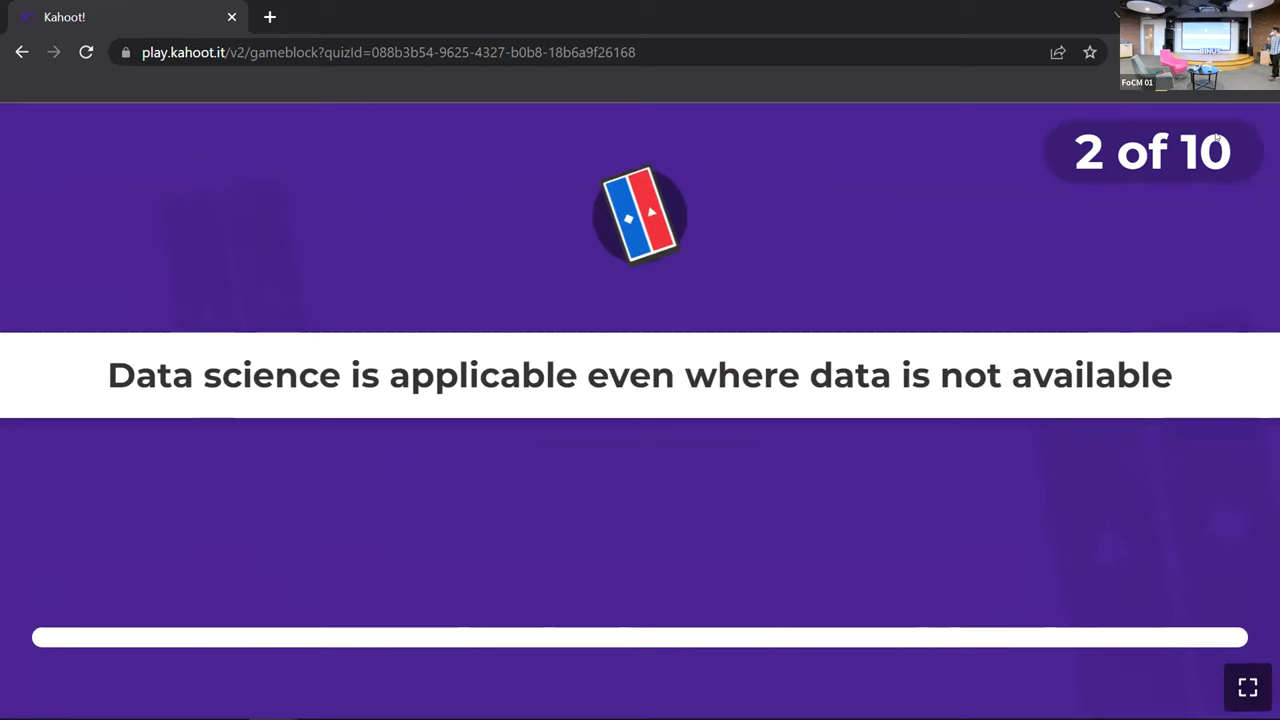 Kahoot!
play.kahoot.it/v2/gameblock?quizId=088b3b54-9625-4327-b0b8-18b6a9f26168
FoCM 01
BINUS
2 of 10
Data science is applicable even where data is not available